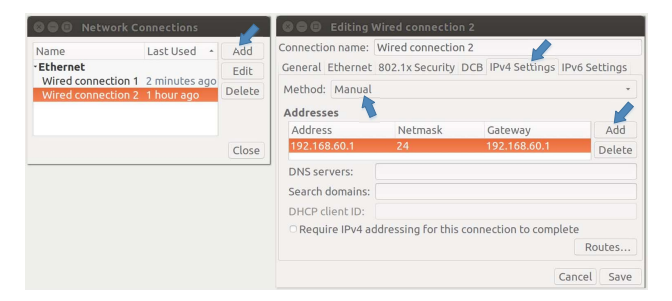 Network Connections
Name Last Used Add
Ethernet Edit
Wired connection 1 2 minutes ago
Wired connection 2 1 hour ago Delete
Close
Editing Wired connection 2
Connection name: Wired connection 2
General Ethernet 802.1x Security DCB IPv4 Settings IPv6 Settings
Method: Manual
Addresses
Address Netmask Gateway Add
192.168.60.1 24 192.168.60.1 Delete
DNS servers:
Search domains:
DHCP client ID:
Require IPv4 addressing for this connection to complete
Routes...
Cancel Save